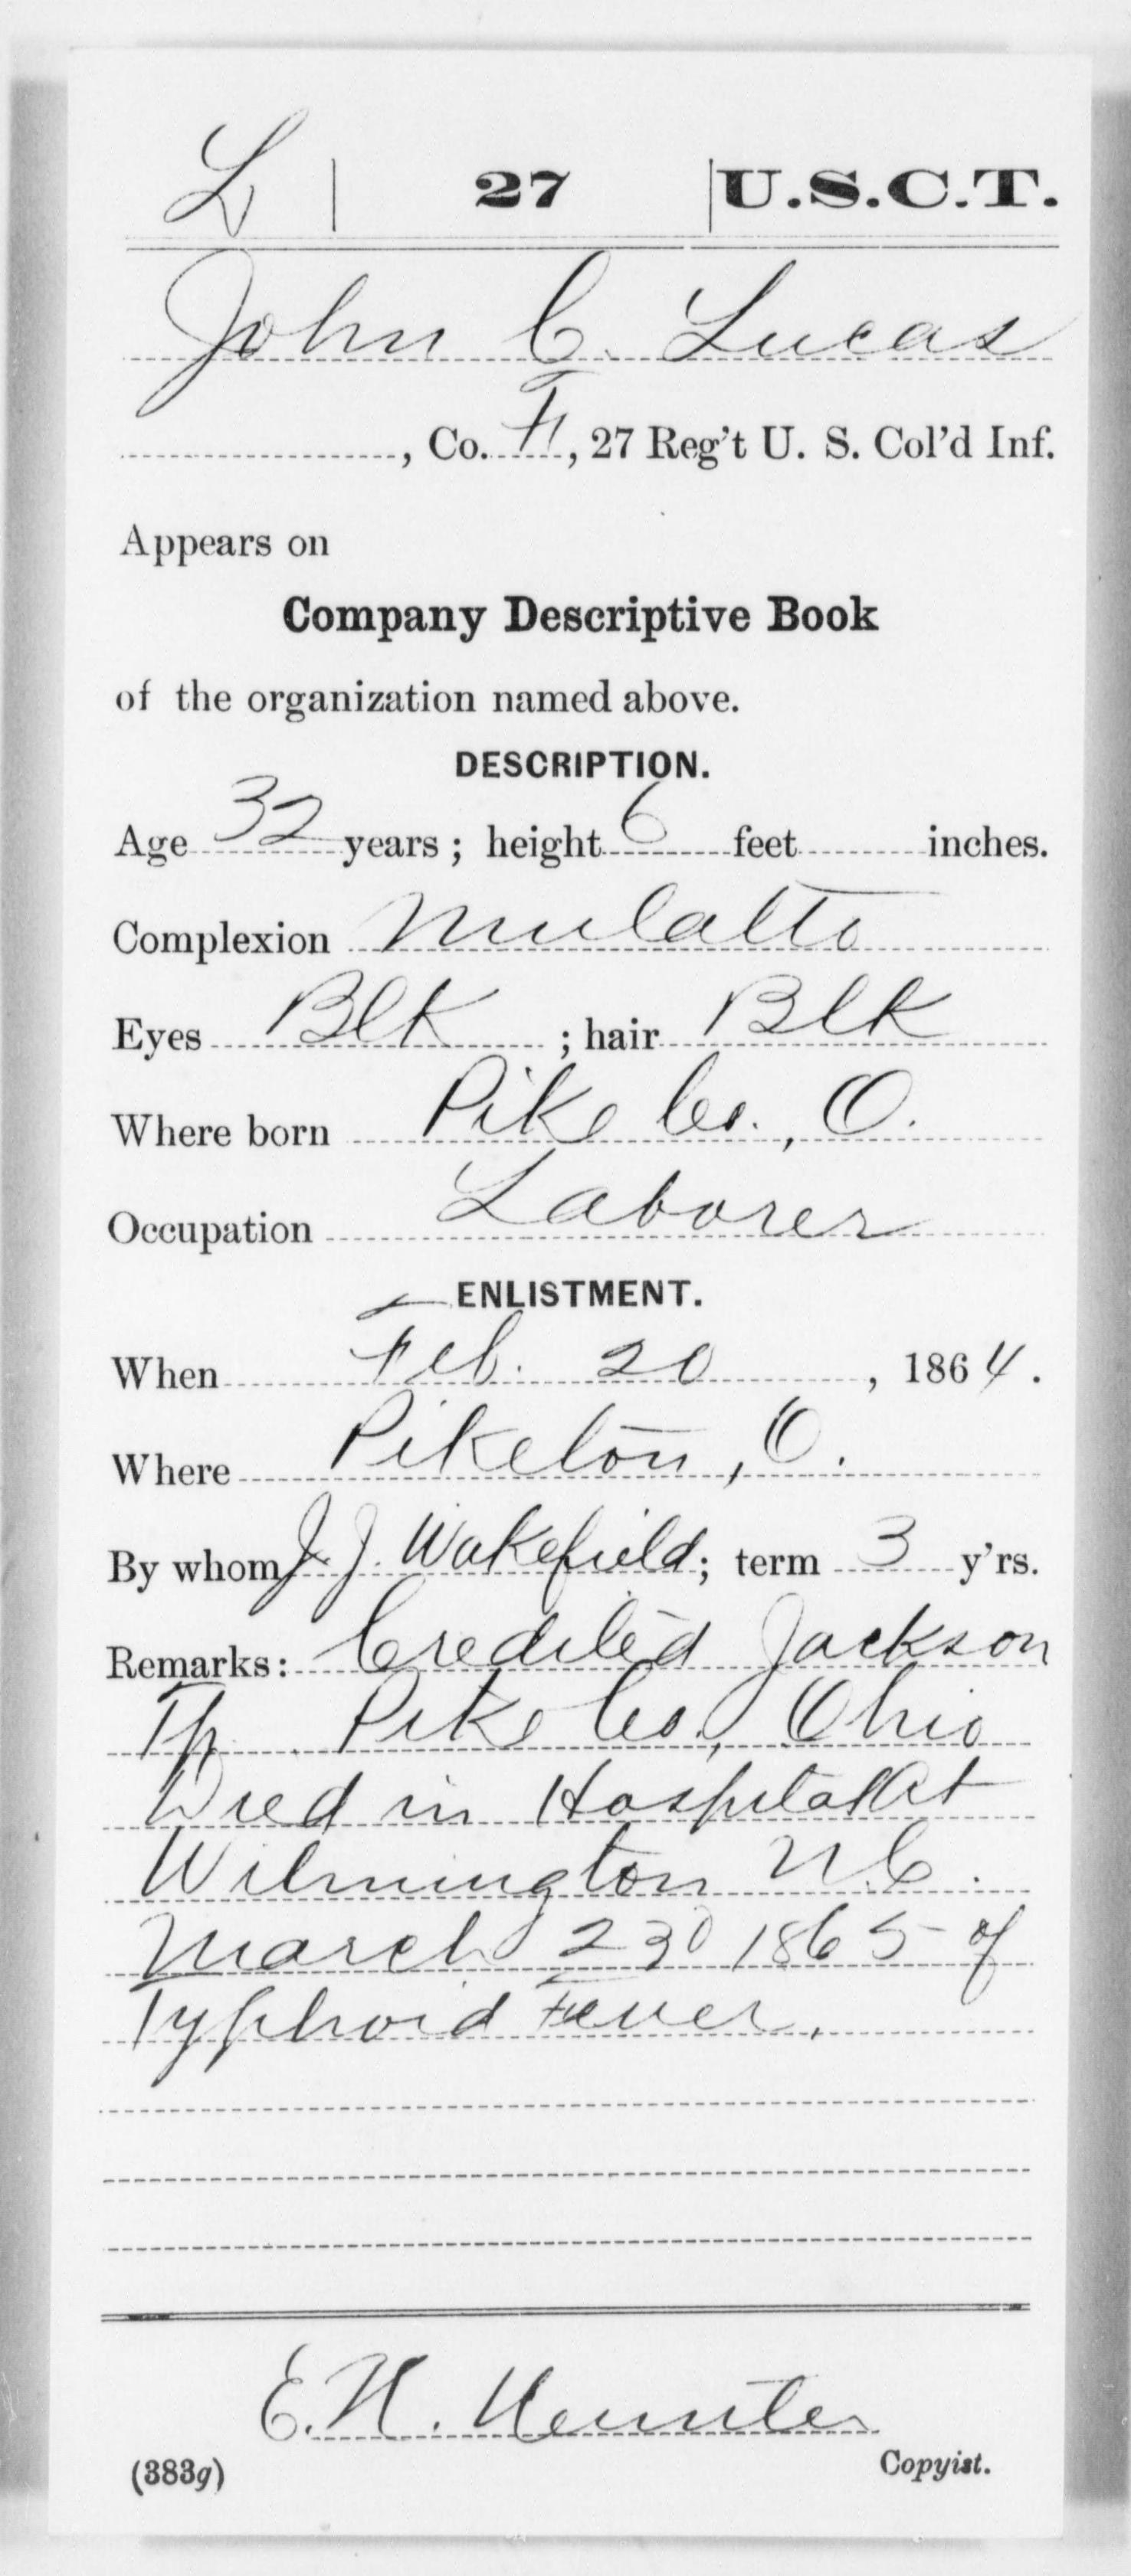 L | 27 | U.S.C.T.
John C. Lucas
, Co. F, 27 Reg't U. S. Col'd Inf.
Appears on
Company Descriptive Book
of the organization named above.
DESCRIPTION.
Age 32 years; height 6 feet inches.
Complexion Mulatto
Eyes Blk; hair Blk
Where born Pike Co., O.
Occupation Laborer
ENLISTMENT.
When Feb. 20, 1864.
Where Piketon, O.
By whom J. J. Wakefield; term 3 y'rs.
Remarks: Credited Jackson
Tp. Pike Co., Ohio
Died in Hospital At
Wilmington N.C.
March 23d 1865 of
Typhoid Fever.
E. H.
(383g) Copyist.